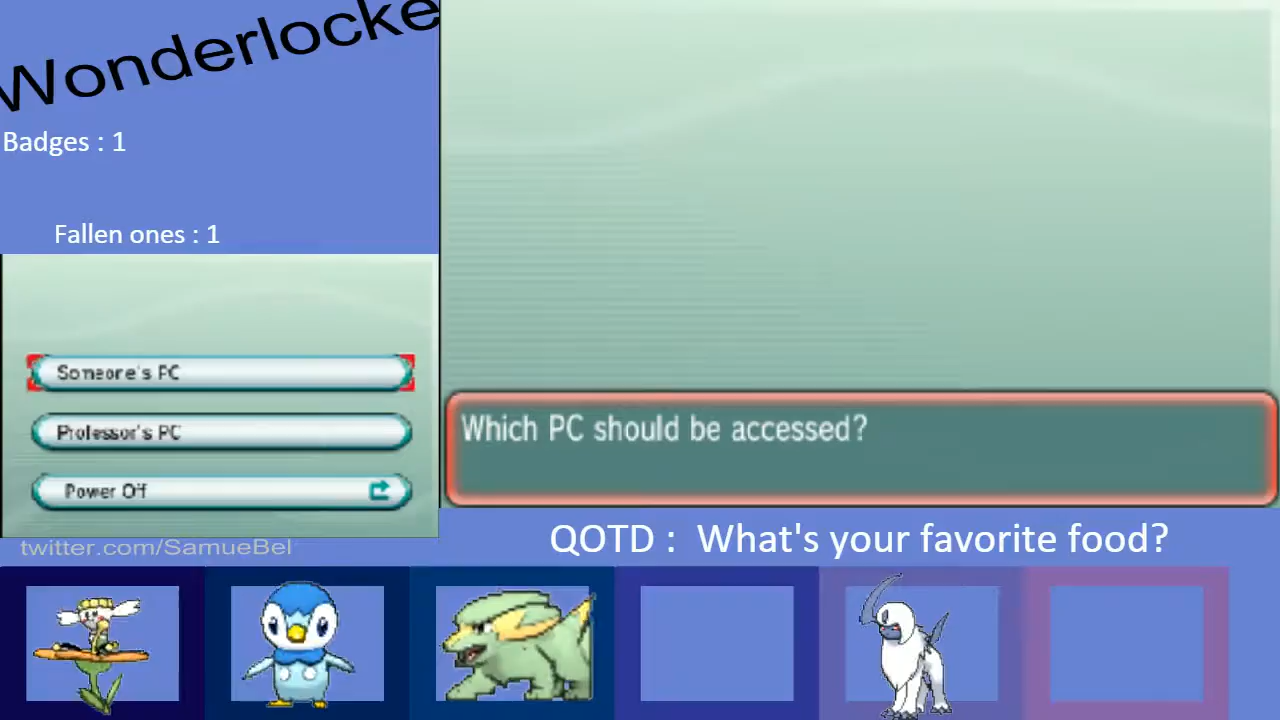 Wonderlocke
Badges : 1
Fallen ones : 1
Someone's PC
Professor's PC
Power Off
Which PC should be accessed?
twitter.com/SamueBel
QOTD : What's your favorite food?